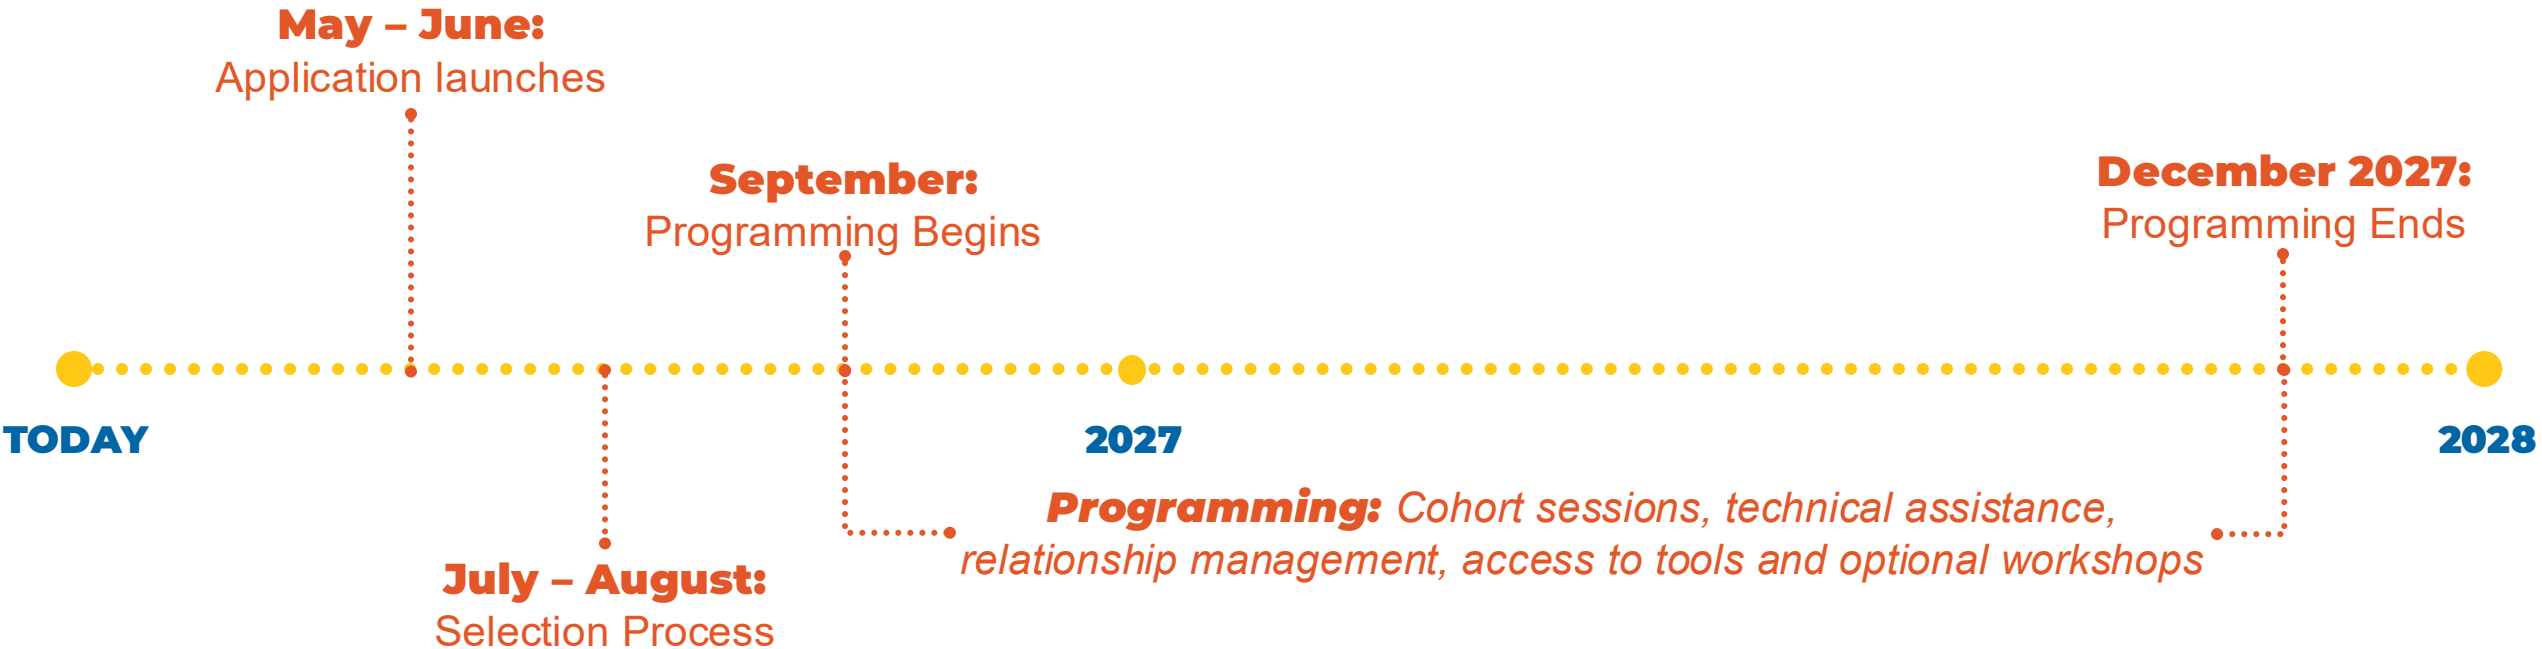 May – June:
Application launches
September:
Programming Begins
December 2027:
Programming Ends
TODAY
2027
2028
Programming: Cohort sessions, technical assistance,
relationship management, access to tools and optional workshops
July – August:
Selection Process